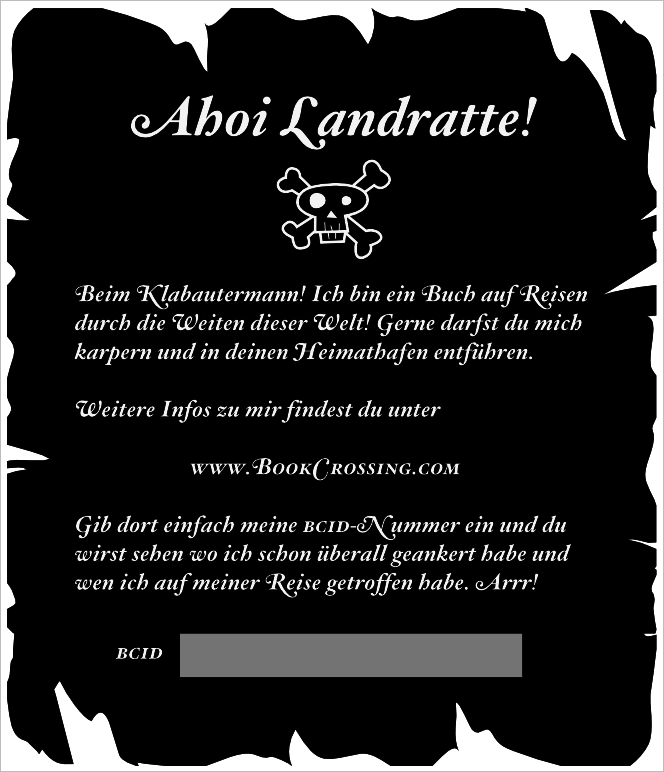 Ahoi Landratte!
Beim Klabautermann! Ich bin ein Buch auf Reisen
durch die Weiten dieser Welt! Gerne darfst du mich
karpern und in deinen Heimathafen entführen.
Weitere Infos zu mir findest du unter
www.BookCrossing.com
Gib dort einfach meine BCID-Nummer ein und du
wirst sehen wo ich schon überall geankert habe und
wen ich auf meiner Reise getroffen habe. Arrr!
BCID